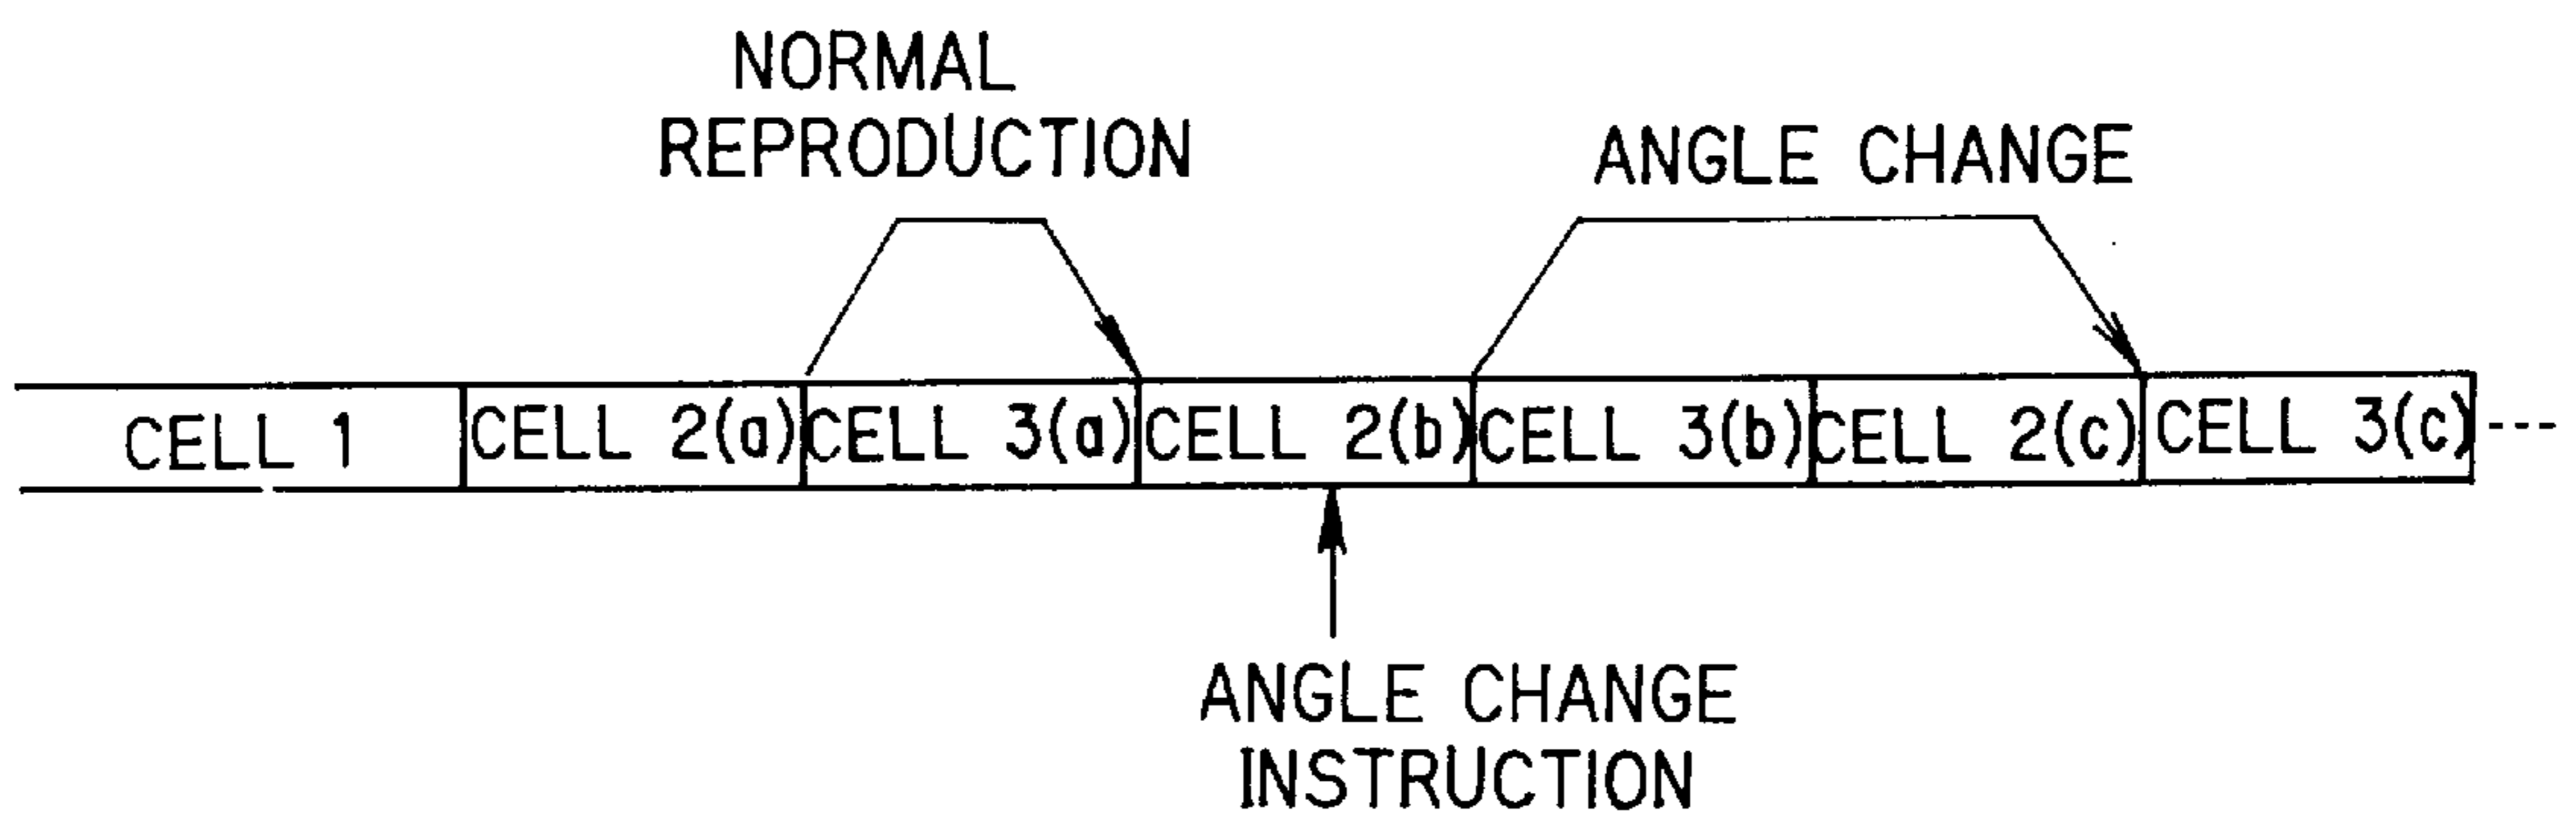 NORMAL
REPRODUCTION
ANGLE CHANGE
CELL 1 CELL 2(a) CELL 3(a) CELL 2(b) CELL 3(b) CELL 2(c) CELL 3(c) ---
ANGLE CHANGE
INSTRUCTION